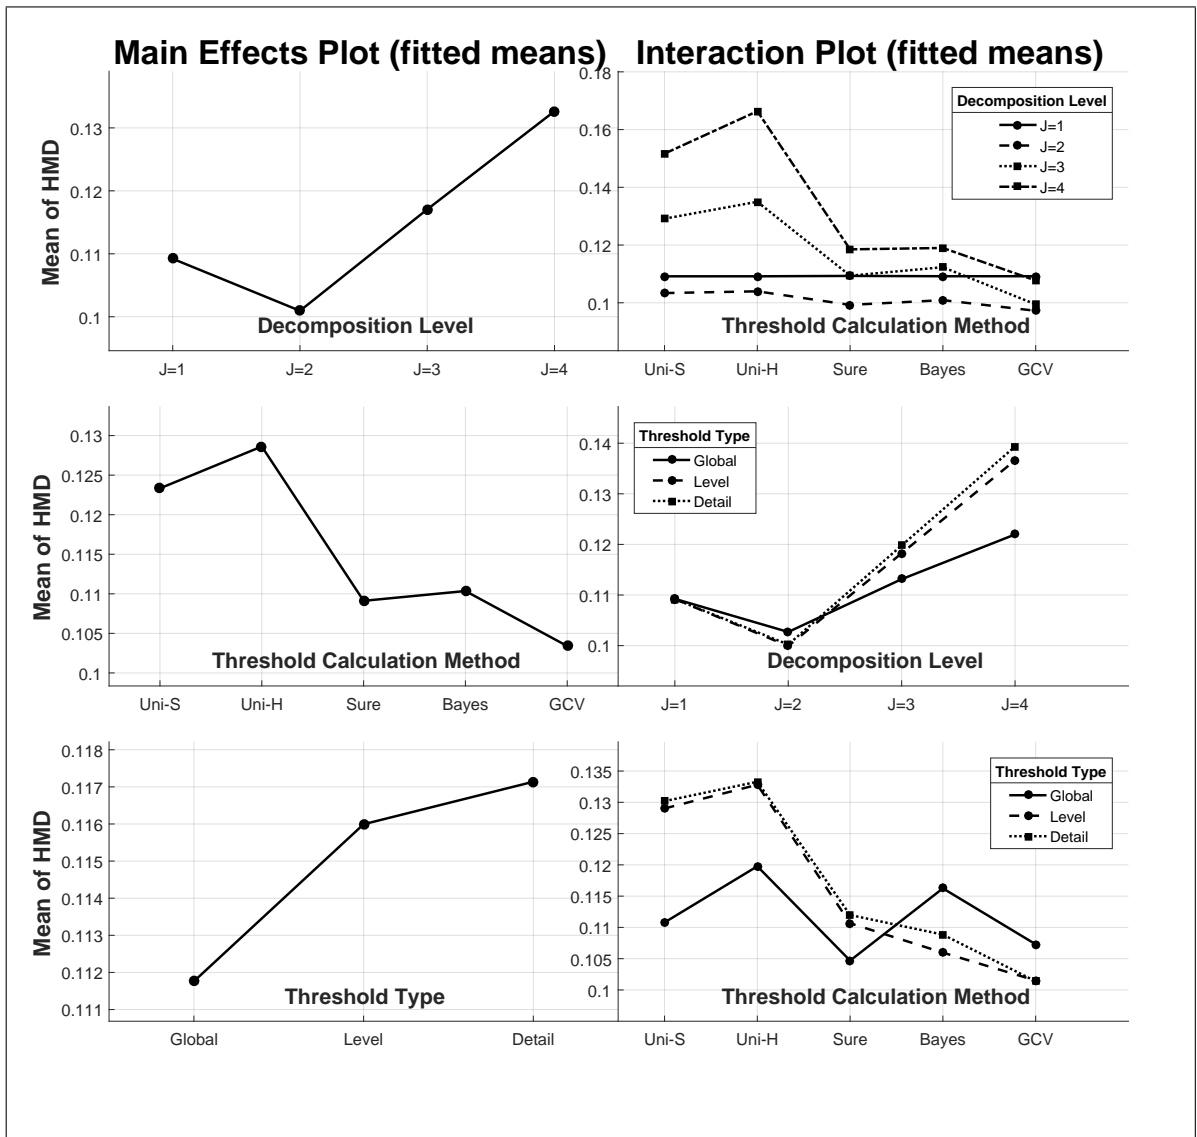 Main Effects Plot (fitted means)
Interaction Plot (fitted means)
Mean of HMD
0.13
0.12
0.11
0.1
Decomposition Level
J=1
J=2
J=3
J=4
0.18
0.16
0.14
0.12
0.1
Decomposition Level
J=1
J=2
J=3
J=4
Threshold Calculation Method
Uni-S
Uni-H
Sure
Bayes
GCV
Mean of HMD
0.13
0.125
0.12
0.115
0.11
0.105
0.1
Threshold Calculation Method
Uni-S
Uni-H
Sure
Bayes
GCV
Threshold Type
Global
Level
Detail
0.14
0.13
0.12
0.11
0.1
Decomposition Level
J=1
J=2
J=3
J=4
Mean of HMD
0.118
0.117
0.116
0.115
0.114
0.113
0.112
0.111
Threshold Type
Global
Level
Detail
0.135
0.13
0.125
0.12
0.115
0.11
0.105
0.1
Threshold Type
Global
Level
Detail
Threshold Calculation Method
Uni-S
Uni-H
Sure
Bayes
GCV